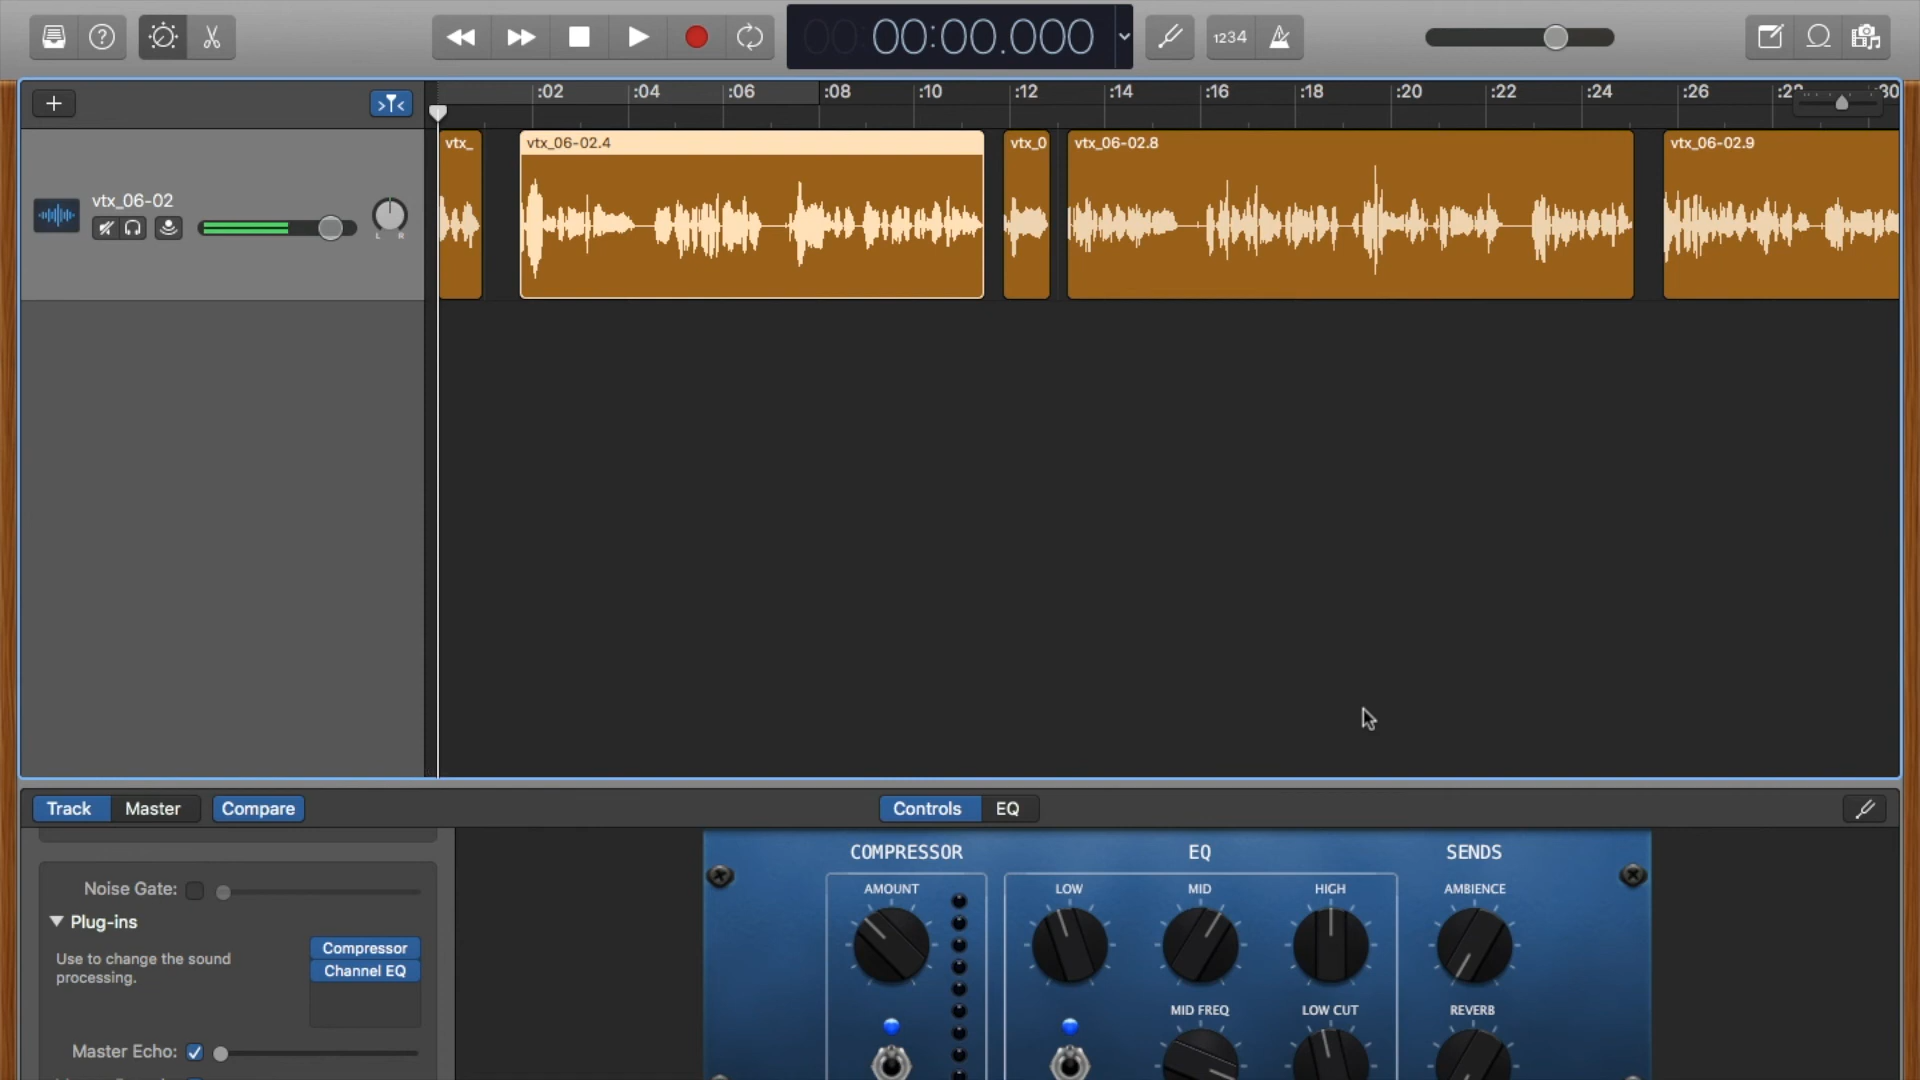 00:00.000
1234
:02 :04 :06 :08 :10 :12 :14 :16 :18 :20 :22 :24 :26 :30
vtx_ vtx_06-02.4 vtx_0 vtx_06-02.8 vtx_06-02.9
vtx_06-02
L R
Track Master Compare Controls EQ
COMPRESSOR EQ SENDS
Noise Gate: AMOUNT LOW MID HIGH AMBIENCE
Plug-ins
Use to change the sound
processing.
Compressor
Channel EQ
MID FREQ LOW CUT REVERB
Master Echo: